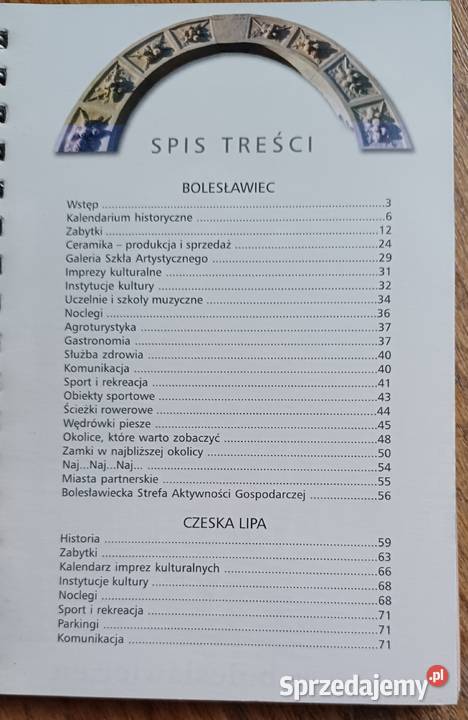 SPIS TREŚCI
BOLESŁAWIEC
Wstęp ........ 3
Kalendarium historyczne ........ 6
Zabytki ........ 12
Ceramika – produkcja i sprzedaż ........ 24
Galeria Szkła Artystycznego ........ 29
Imprezy kulturalne ........ 31
Instytucje kultury ........ 32
Uczelnie i szkoły muzyczne ........ 34
Noclegi ........ 36
Agroturystyka ........ 37
Gastronomia ........ 37
Służba zdrowia ........ 40
Komunikacja ........ 40
Sport i rekreacja ........ 41
Obiekty sportowe ........ 43
Ścieżki rowerowe ........ 44
Wędrówki piesze ........ 45
Okolice, które warto zobaczyć ........ 48
Zamki w najbliższej okolicy ........ 50
Naj...Naj...Naj... ........ 54
Miasta partnerskie ........ 55
Bolesławiecka Strefa Aktywności Gospodarczej ........ 56
CZESKA LIPA
Historia ........ 59
Zabytki ........ 63
Kalendarz imprez kulturalnych ........ 66
Instytucje kultury ........ 68
Noclegi ........ 68
Sport i rekreacja ........ 71
Parkingi ........ 71
Komunikacja ........ 71
Sprzedajemy.pl